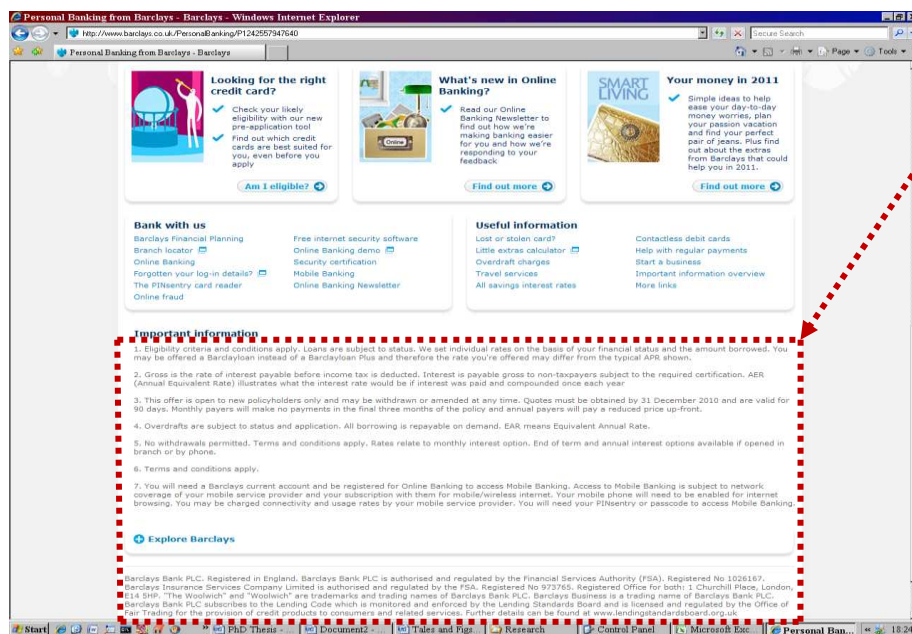 Personal Banking from Barclays - Barclays - Windows Internet Explorer
http://www.barclays.co.uk/PersonalBanking/P1242557947640
Secure Search
Personal Banking from Barclays - Barclays
Page
Tools
Looking for the right
credit card?
Check your likely
eligibility with our new
pre-application tool
Find out which credit
cards are best suited for
you, even before you
apply
Am I eligible?
What's new in Online
Banking?
Online
Read our Online
Banking Newsletter to
find out how we're
making banking easier
for you and how we're
responding to your
feedback
Find out more
SMART
LIVING
Your money in 2011
Simple ideas to help
ease your day-to-day
money worries, plan
your passion vacation
and find your perfect
pair of jeans. Plus find
out about the extras
from Barclays that could
help you in 2011.
Find out more
Bank with us
Barclays Financial Planning
Branch locator
Online Banking
Forgotten your log-in details?
The PINsentry card reader
Online fraud
Free internet security software
Online Banking demo
Security certification
Mobile Banking
Online Banking Newsletter
Useful information
Lost or stolen card?
Little extras calculator
Overdraft charges
Travel services
All savings interest rates
Contactless debit cards
Help with regular payments
Start a business
Important information overview
More links
Important information
1. Eligibility criteria and conditions apply. Loans are subject to status. We set individual rates on the basis of your financial status and the amount borrowed. You
may be offered a Barclayloan instead of a Barclayloan Plus and therefore the rate you're offered may differ from the typical APR shown.
2. Gross is the rate of interest payable before income tax is deducted. Interest is payable gross to non-taxpayers subject to the required certification. AER
(Annual Equivalent Rate) illustrates what the interest rate would be if interest was paid and compounded once each year
3. This offer is open to new policyholders only and may be withdrawn or amended at any time. Quotes must be obtained by 31 December 2010 and are valid for
90 days. Monthly payers will make no payments in the final three months of the policy and annual payers will pay a reduced price up-front.
4. Overdrafts are subject to status and application. All borrowing is repayable on demand. EAR means Equivalent Annual Rate.
5. No withdrawals permitted. Terms and conditions apply. Rates relate to monthly interest option. End of term and annual interest options available if opened in
branch or by phone.
6. Terms and conditions apply.
7. You will need a Barclays current account and be registered for Online Banking to access Mobile Banking. Access to Mobile Banking is subject to network
coverage of your mobile service provider and your subscription with them for mobile/wireless internet. Your mobile phone will need to be enabled for internet
browsing. You may be charged connectivity and usage rates by your mobile service provider. You will need your PINsentry or passcode to access Mobile Banking.
Explore Barclays
Barclays Bank PLC. Registered in England. Barclays Bank PLC is authorised and regulated by the Financial Services Authority (FSA). Registered No 1026167.
Barclays Insurance Services Company Limited is authorised and regulated by the FSA. Registered No 973765. Registered Office for both: 1 Churchill Place, London,
E14 5HP. "The Woolwich" and "Woolwich" are trademarks and trading names of Barclays Bank PLC. Barclays Business is a trading name of Barclays Bank PLC.
Barclays Bank PLC subscribes to the Lending Code which is monitored and enforced by the Lending Standards Board and is licensed and regulated by the Office of
Fair Trading for the provision of credit products to consumers and related services. Further details can be found at www.lendingstandardsboard.org.uk
Start
PhD Thesis - ...
Document2 - ...
Tales and Figs...
Research
Control Panel
Microsoft Exc...
Personal Ban...
18:24